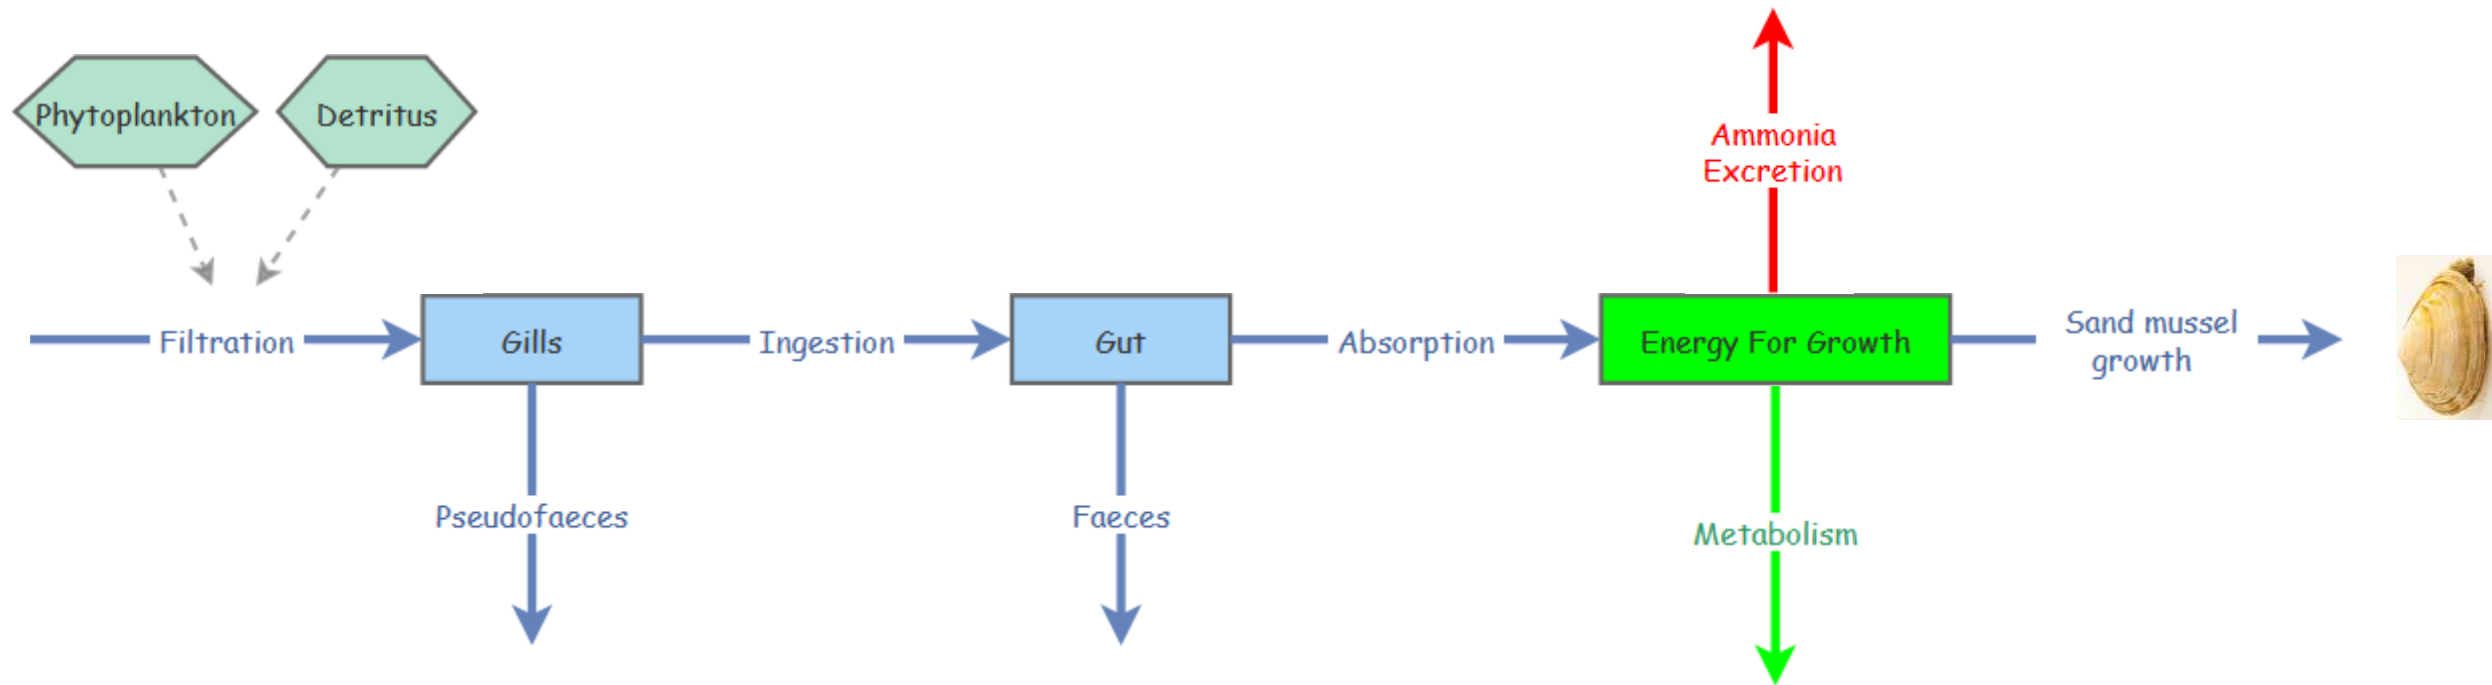 Phytoplankton
Detritus
Ammonia
Excretion
Filtration
Gills
Ingestion
Gut
Absorption
Energy For Growth
Sand mussel
growth
Pseudofaeces
Faeces
Metabolism